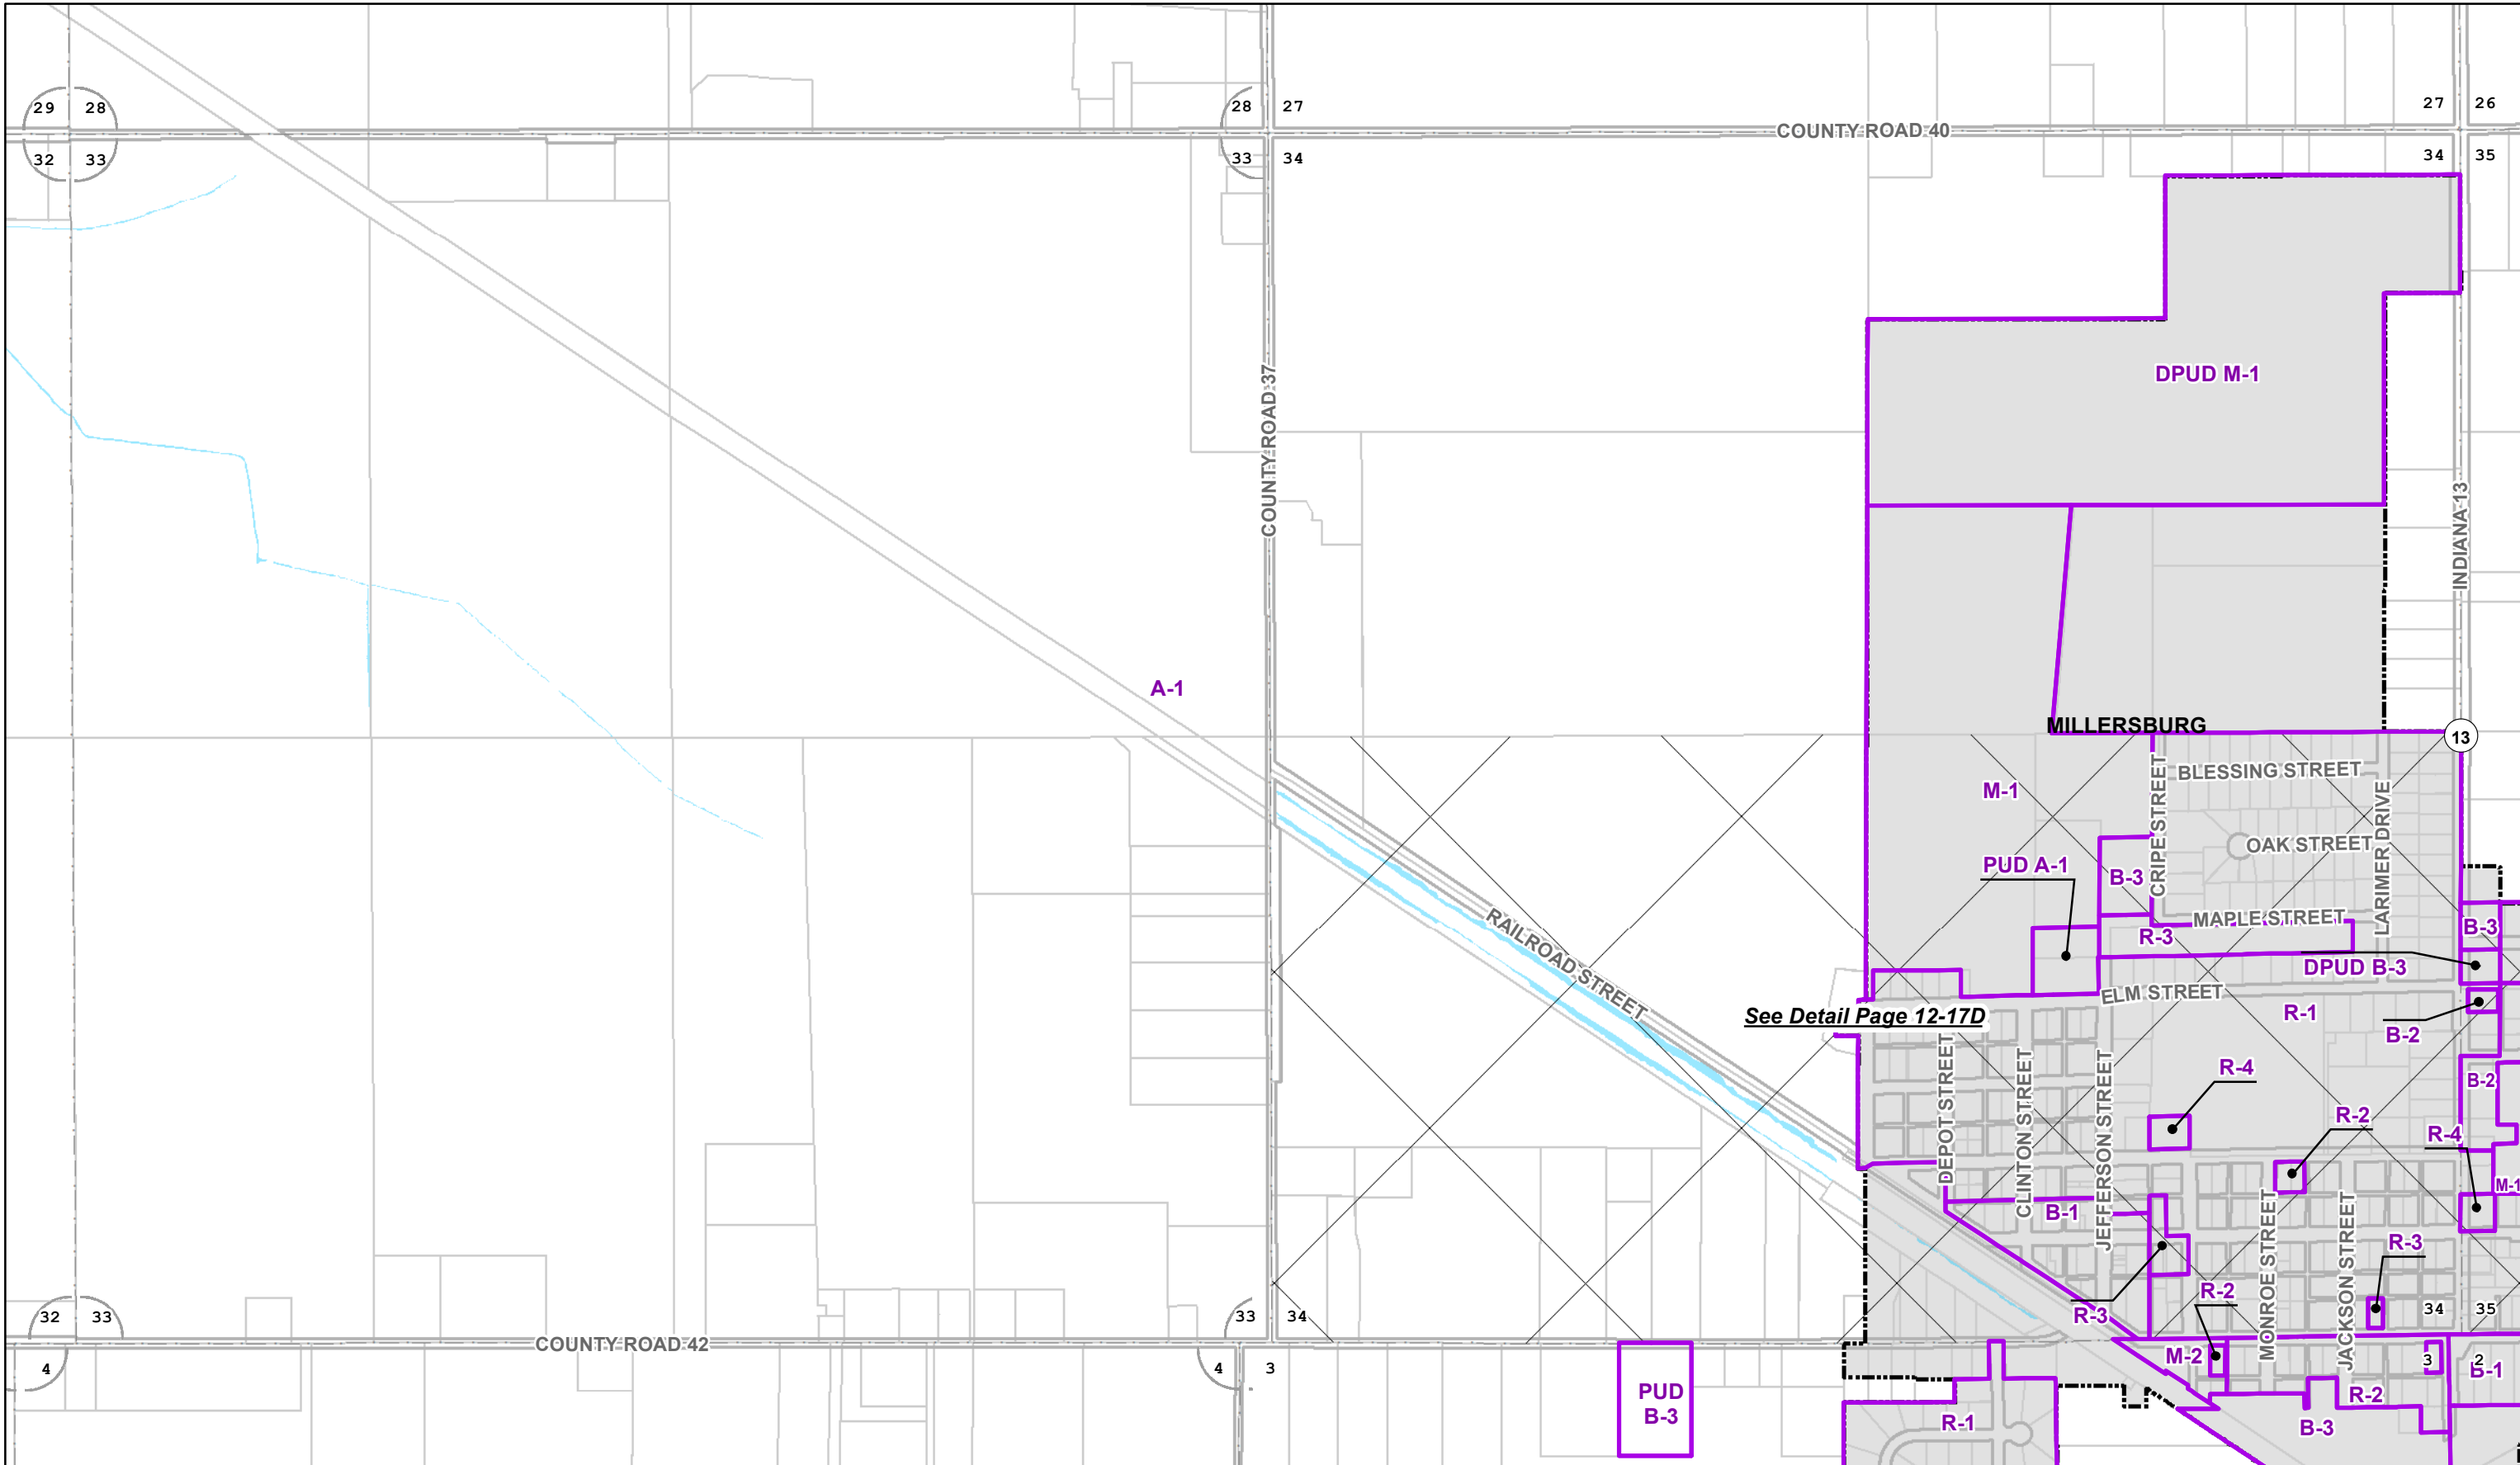 29 28
28 27
27 26
COUNTY ROAD 40
32 33
33 34
34 35
DPUD M-1
COUNTY ROAD 37
INDIANA 13
A-1
MILLERSBURG
13
BLESSING STREET
M-1
CRIPE STREET
LARIMER DRIVE
OAK STREET
PUD A-1
B-3
MAPLE STREET
B-3
R-3
DPUD B-3
RAILROAD STREET
ELM STREET
See Detail Page 12-17D
R-1
B-2
DEPOT STREET
CLINTON STREET
JEFFERSON STREET
R-4
B-2
R-2
R-4
M-1
B-1
MONROE STREET
JACKSON STREET
R-3
R-2
R-3
32 33
33 34
34 35
COUNTY ROAD 42
4
4 3
M-2
3 2
B-1
PUD
B-3
R-2
R-1
B-3